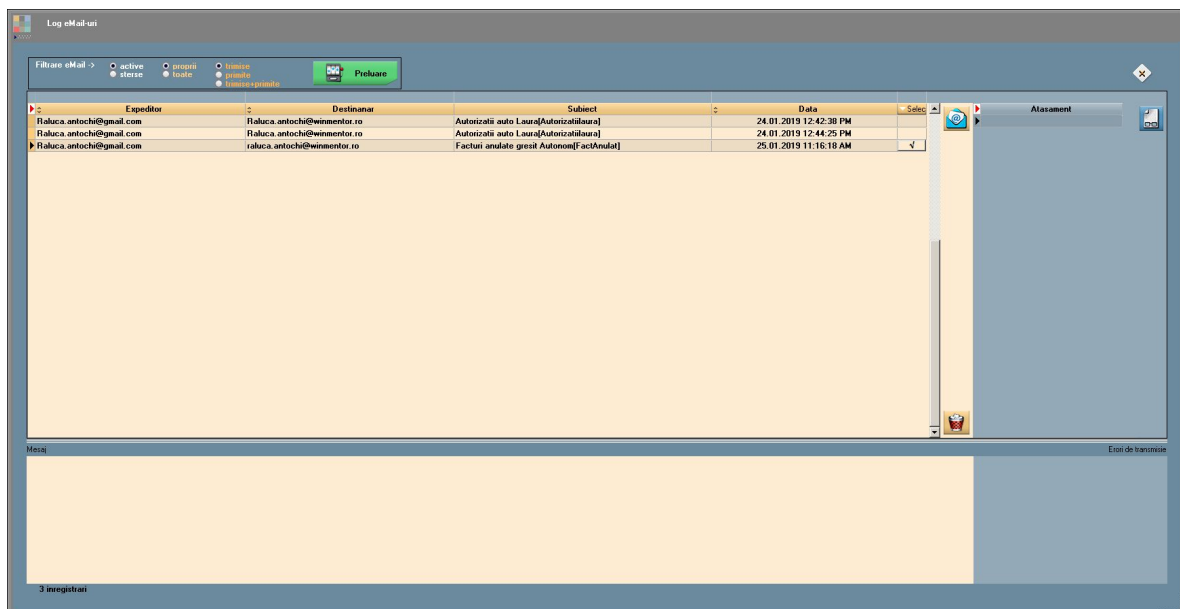 Log eMail-uri
Filtrare eMail -> active proprii trimise
sterse toate primite
trimise+primite
Preluare
Expeditor Destinanar Subiect Data Selec Atasament
Raluca.antochi@gmail.com Raluca.antochi@winmentor.ro Autorizatii auto Laura[Autorizatiilaura] 24.01.2019 12:42:38 PM
Raluca.antochi@gmail.com Raluca.antochi@winmentor.ro Autorizatii auto Laura[Autorizatiilaura] 24.01.2019 12:44:25 PM
Raluca.antochi@gmail.com raluca.antochi@winmentor.ro Facturi anulate gresit Autonom[FactAnulat] 25.01.2019 11:16:18 AM
Mesaj Erori de transmisie
3 inregistrari